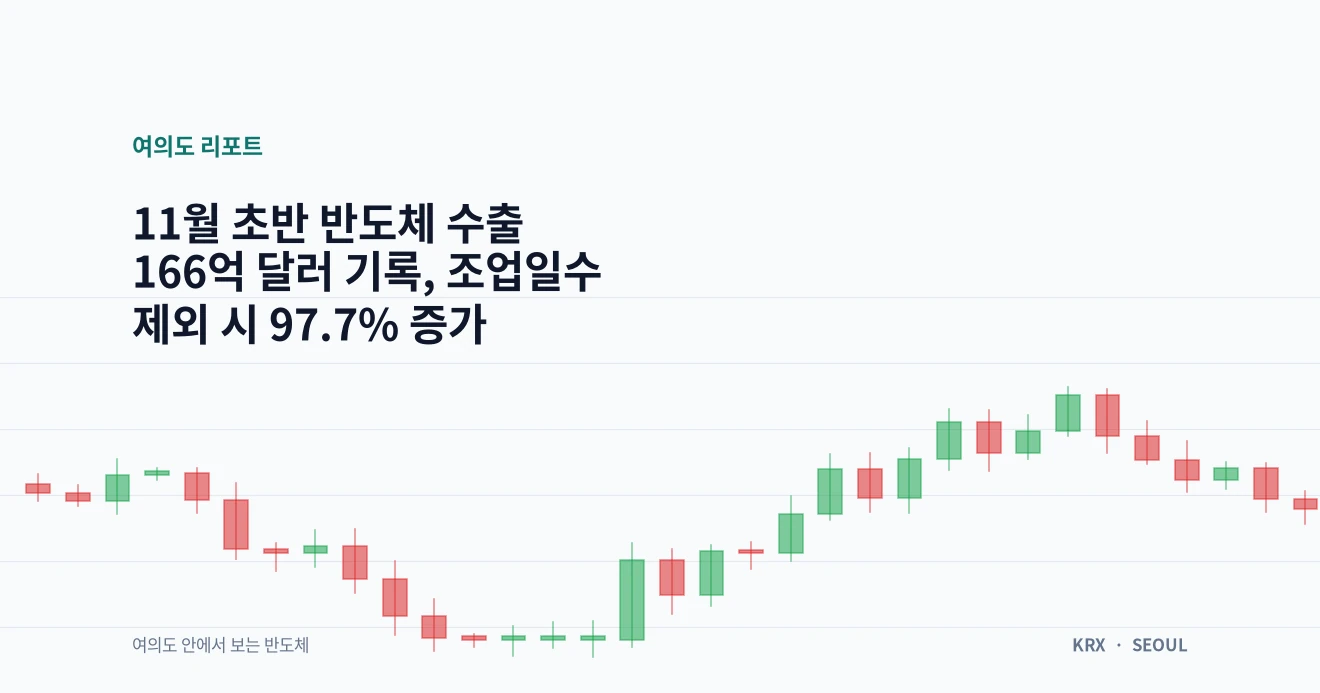 여의도 리포트
11월 초반 반도체 수출
166억 달러 기록, 조업일수
제외 시 97.7% 증가
여의도 안에서 보는 반도체
KRX · SEOUL